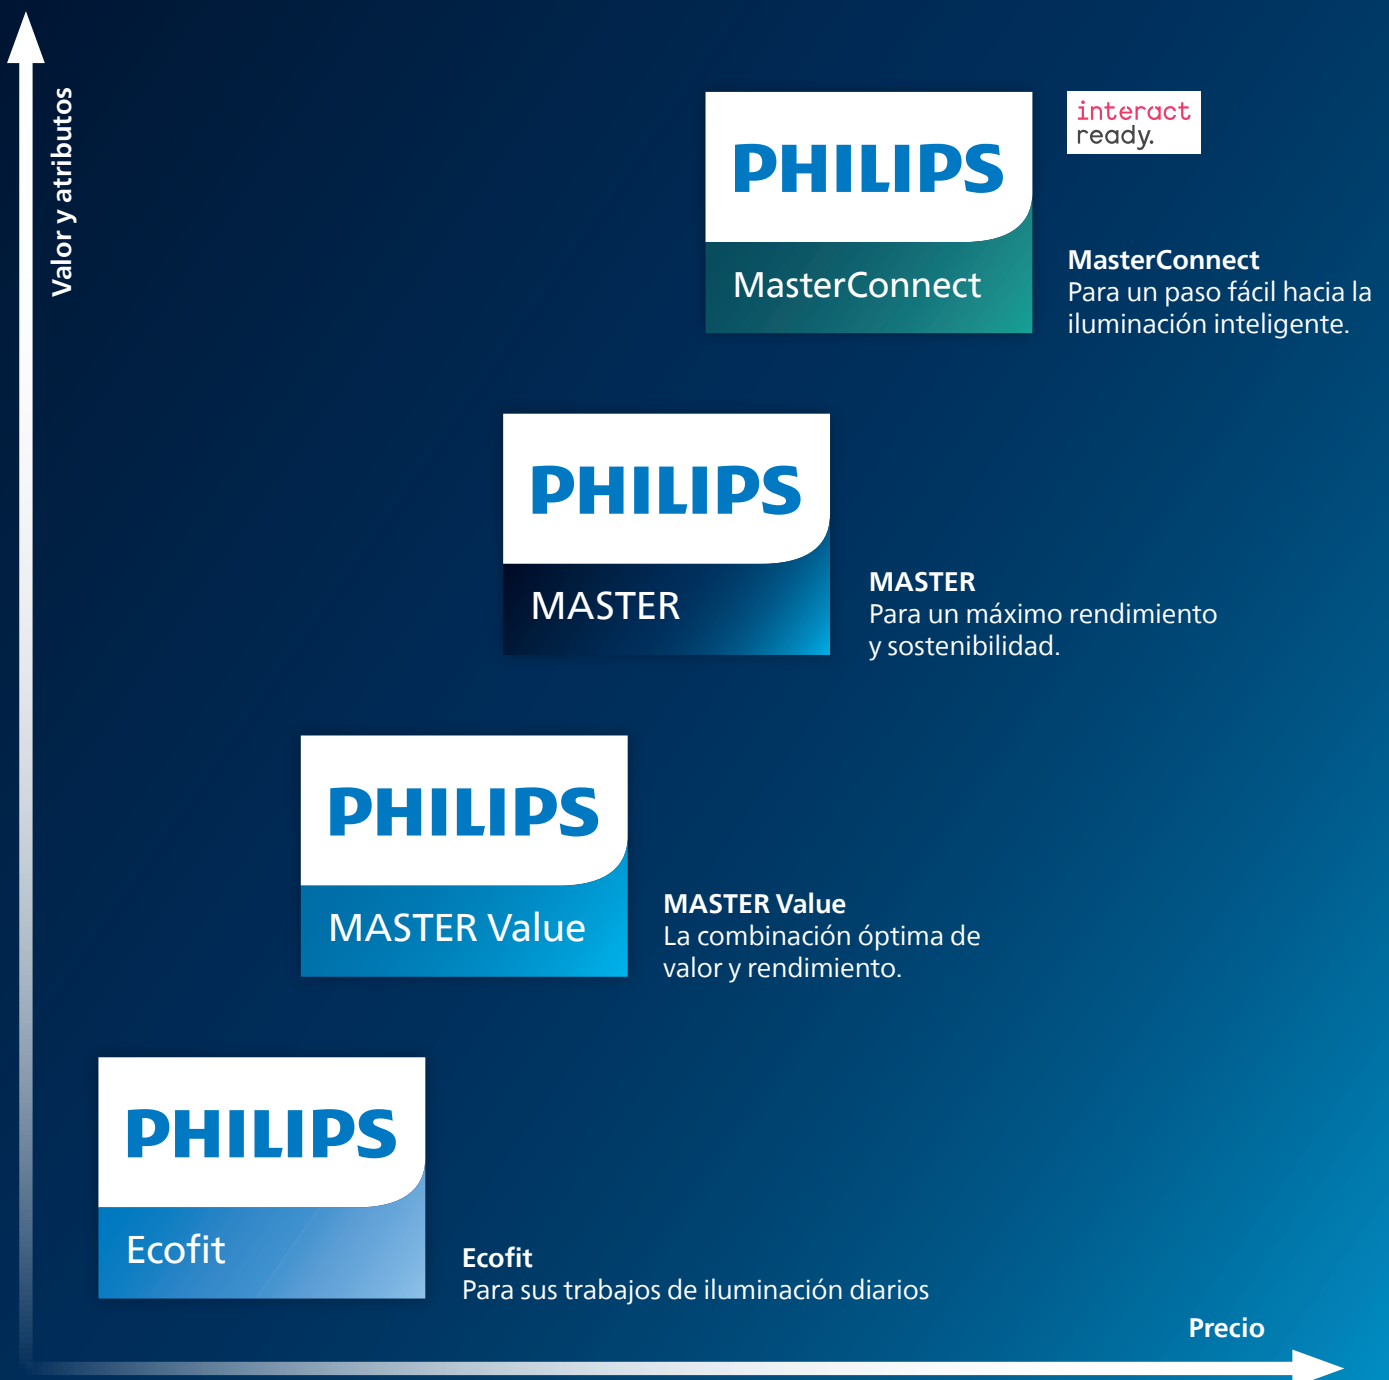 Valor y atributos
PHILIPS
MasterConnect
interact
ready.
MasterConnect
Para un paso fácil hacia la
iluminación inteligente.
PHILIPS
MASTER
MASTER
Para un máximo rendimiento
y sostenibilidad.
PHILIPS
MASTER Value
MASTER Value
La combinación óptima de
valor y rendimiento.
PHILIPS
Ecofit
Ecofit
Para sus trabajos de iluminación diarios
Precio